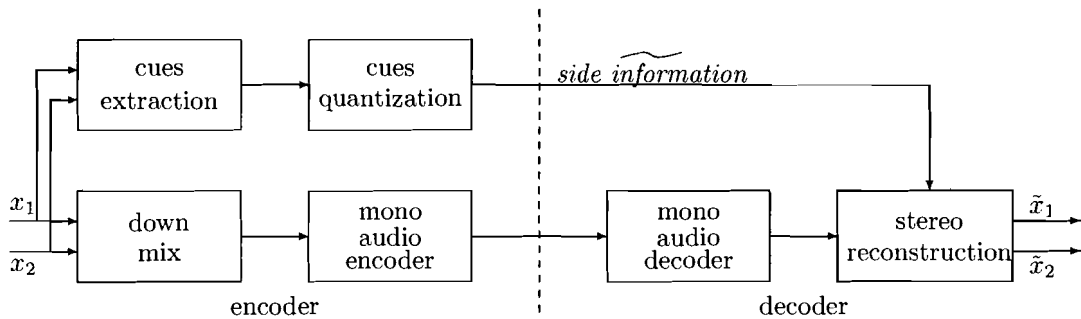 cues
extraction
cues
quantization
side information
x₁
x₂
down
mix
mono
audio
encoder
mono
audio
decoder
stereo
reconstruction
x̃₁
x̃₂
encoder
decoder